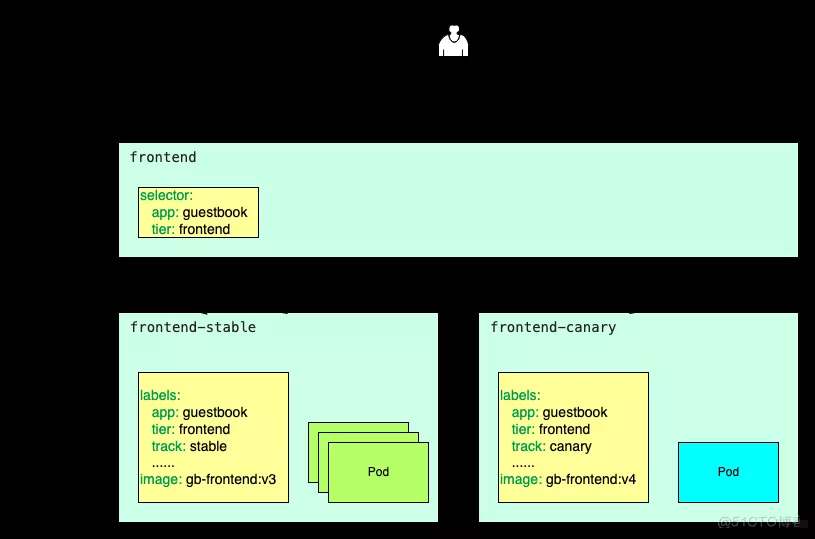 frontend
selector:
app: guestbook
tier: frontend
frontend-stable
labels:
app: guestbook
tier: frontend
track: stable
......
image: gb-frontend:v3
Pod
frontend-canary
labels:
app: guestbook
tier: frontend
track: canary
......
image: gb-frontend:v4
Pod
@51CTO博客